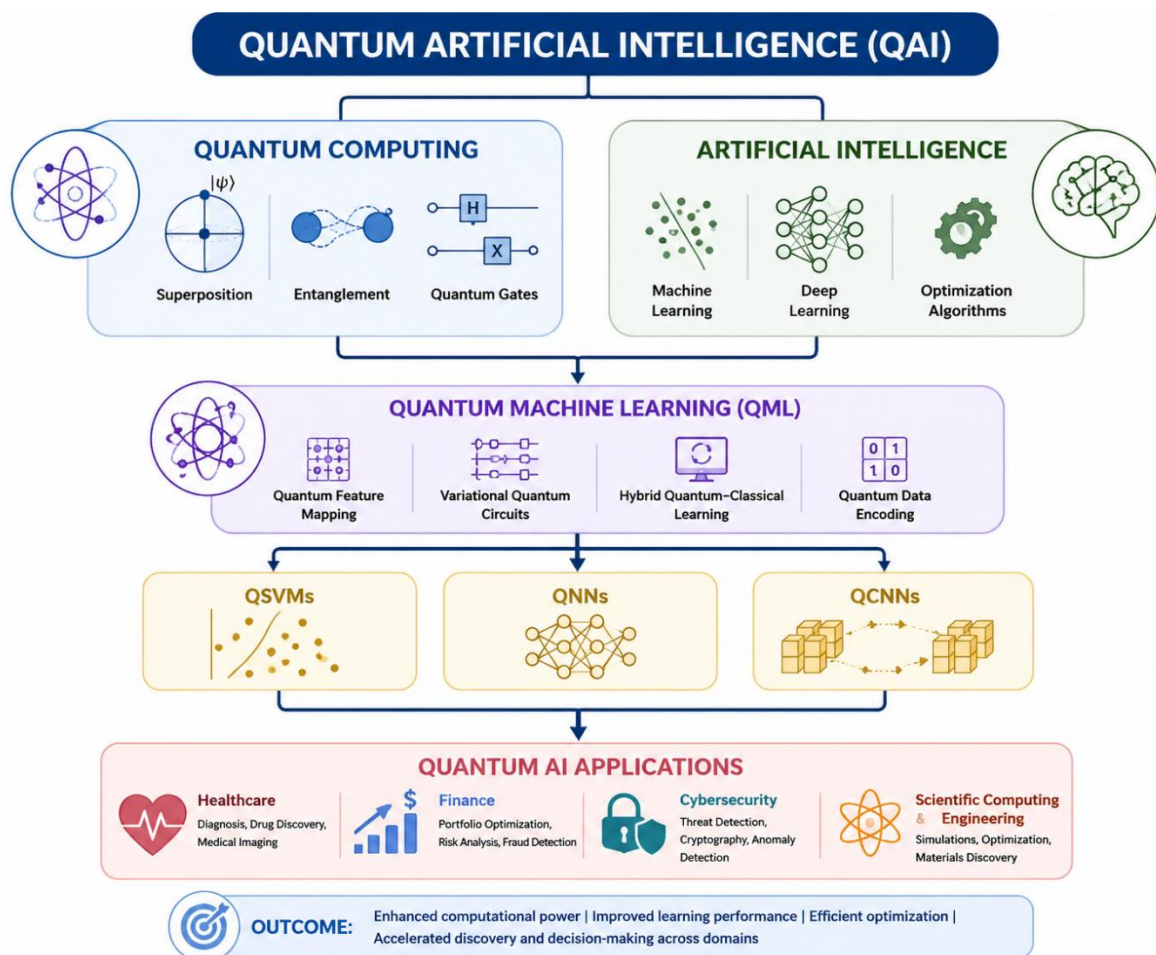 QUANTUM ARTIFICIAL INTELLIGENCE (QAI)
QUANTUM COMPUTING
|ψ⟩
H
X
Superposition
Entanglement
Quantum Gates
ARTIFICIAL INTELLIGENCE
Machine
Learning
Deep
Learning
Optimization
Algorithms
QUANTUM MACHINE LEARNING (QML)
Quantum Feature
Mapping
Variational Quantum
Circuits
Hybrid Quantum–Classical
Learning
0 1
1 0
Quantum Data
Encoding
QSVMs
QNNs
QCNNs
QUANTUM AI APPLICATIONS
Healthcare
Diagnosis, Drug Discovery,
Medical Imaging
$
Finance
Portfolio Optimization,
Risk Analysis, Fraud Detection
Cybersecurity
Threat Detection,
Cryptography, Anomaly
Detection
Scientific Computing
& Engineering
Simulations, Optimization,
Materials Discovery
OUTCOME:
Enhanced computational power | Improved learning performance | Efficient optimization |
Accelerated discovery and decision-making across domains